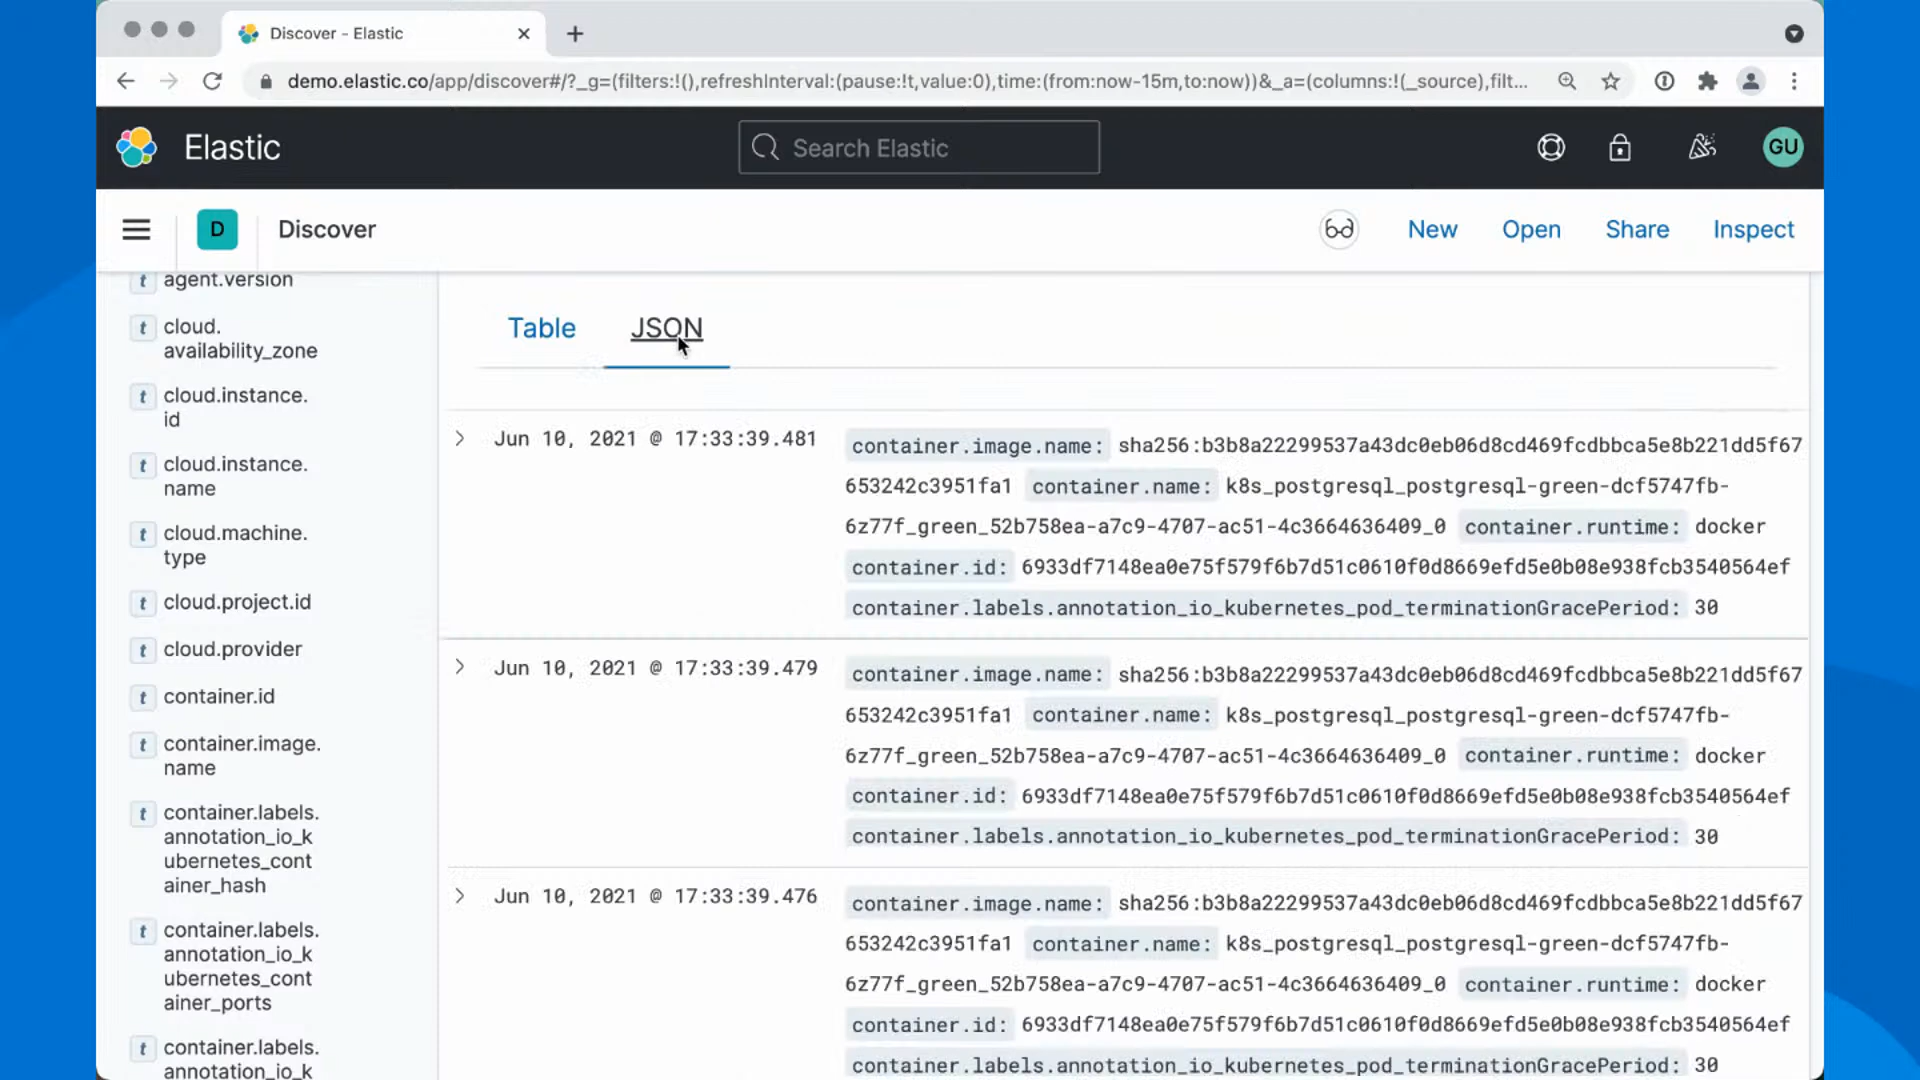 Discover - Elastic
demo.elastic.co/app/discover#/?_g=(filters:!(),refreshInterval:(pause:!t,value:0),time:(from:now-15m,to:now))&_a=(columns:!(_source),filt...
Elastic
Search Elastic
GU
D
Discover
New
Open
Share
Inspect
t agent.version
t cloud.
availability_zone
t cloud.instance.
id
t cloud.instance.
name
t cloud.machine.
type
t cloud.project.id
t cloud.provider
t container.id
t container.image.
name
t container.labels.
annotation_io_k
ubernetes_cont
ainer_hash
t container.labels.
annotation_io_k
ubernetes_cont
ainer_ports
t container.labels.
annotation_io_k
Table JSON
Jun 10, 2021 @ 17:33:39.481
container.image.name: sha256:b3b8a22299537a43dc0eb06d8cd469fcdbbca5e8b221dd5f67
653242c3951fa1 container.name: k8s_postgresql_postgresql-green-dcf5747fb-
6z77f_green_52b758ea-a7c9-4707-ac51-4c3664636409_0 container.runtime: docker
container.id: 6933df7148ea0e75f579f6b7d51c0610f0d8669efd5e0b08e938fcb3540564ef
container.labels.annotation_io_kubernetes_pod_terminationGracePeriod: 30
Jun 10, 2021 @ 17:33:39.479
container.image.name: sha256:b3b8a22299537a43dc0eb06d8cd469fcdbbca5e8b221dd5f67
653242c3951fa1 container.name: k8s_postgresql_postgresql-green-dcf5747fb-
6z77f_green_52b758ea-a7c9-4707-ac51-4c3664636409_0 container.runtime: docker
container.id: 6933df7148ea0e75f579f6b7d51c0610f0d8669efd5e0b08e938fcb3540564ef
container.labels.annotation_io_kubernetes_pod_terminationGracePeriod: 30
Jun 10, 2021 @ 17:33:39.476
container.image.name: sha256:b3b8a22299537a43dc0eb06d8cd469fcdbbca5e8b221dd5f67
653242c3951fa1 container.name: k8s_postgresql_postgresql-green-dcf5747fb-
6z77f_green_52b758ea-a7c9-4707-ac51-4c3664636409_0 container.runtime: docker
container.id: 6933df7148ea0e75f579f6b7d51c0610f0d8669efd5e0b08e938fcb3540564ef
container.labels.annotation_io_kubernetes_pod_terminationGracePeriod: 30